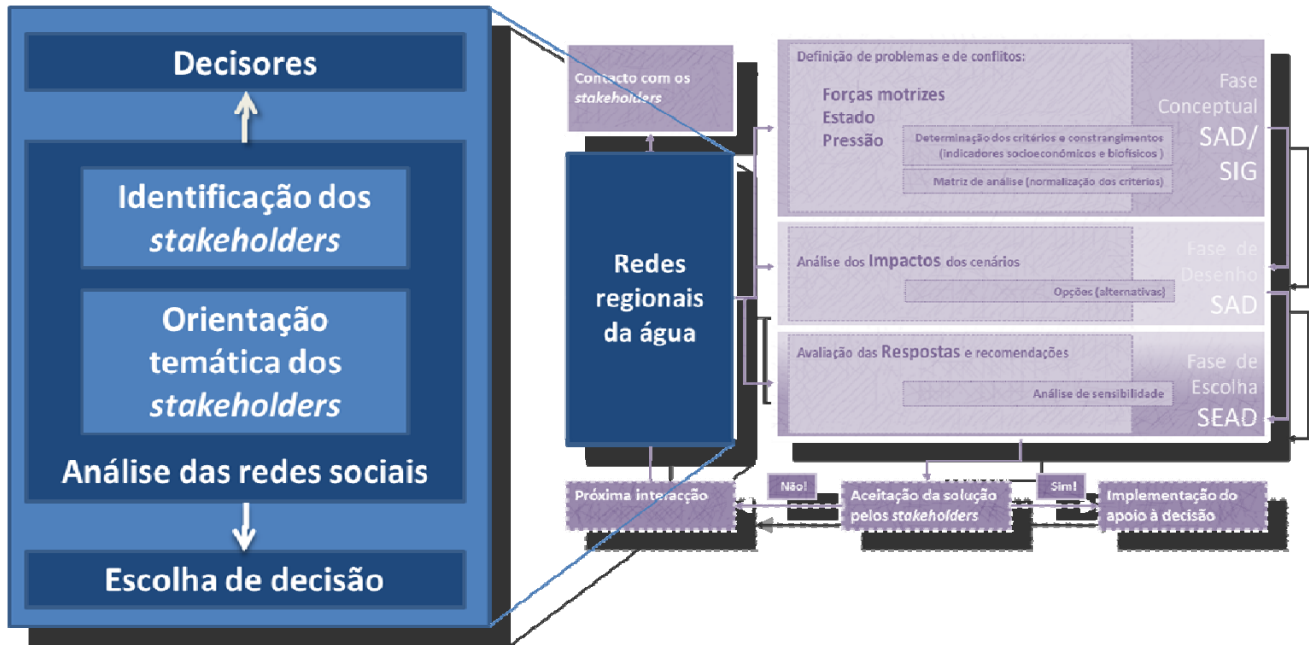 Decisores
Identificação dos
stakeholders
Orientação
temática dos
stakeholders
Análise das redes sociais
Escolha de decisão
Contacto com os
stakeholders
Redes
regionais
da água
Definição de problemas e de conflitos:
Forças motrizes
Estado
Pressão
Determinação dos critérios e constrangimentos
(indicadores socioeconómicos e biofísicos )
Matriz de análise (normalização dos critérios)
Fase
Conceptual
SAD/
SIG
Análise dos Impactos dos cenários
Opções (alternativas)
Fase de
Desenho
SAD
Avaliação das Respostas e recomendações
Análise de sensibilidade
Fase de
Escolha
SEAD
Próxima interacção
Não!
Aceitação da solução
pelos stakeholders
Sim!
Implementação do
apoio à decisão